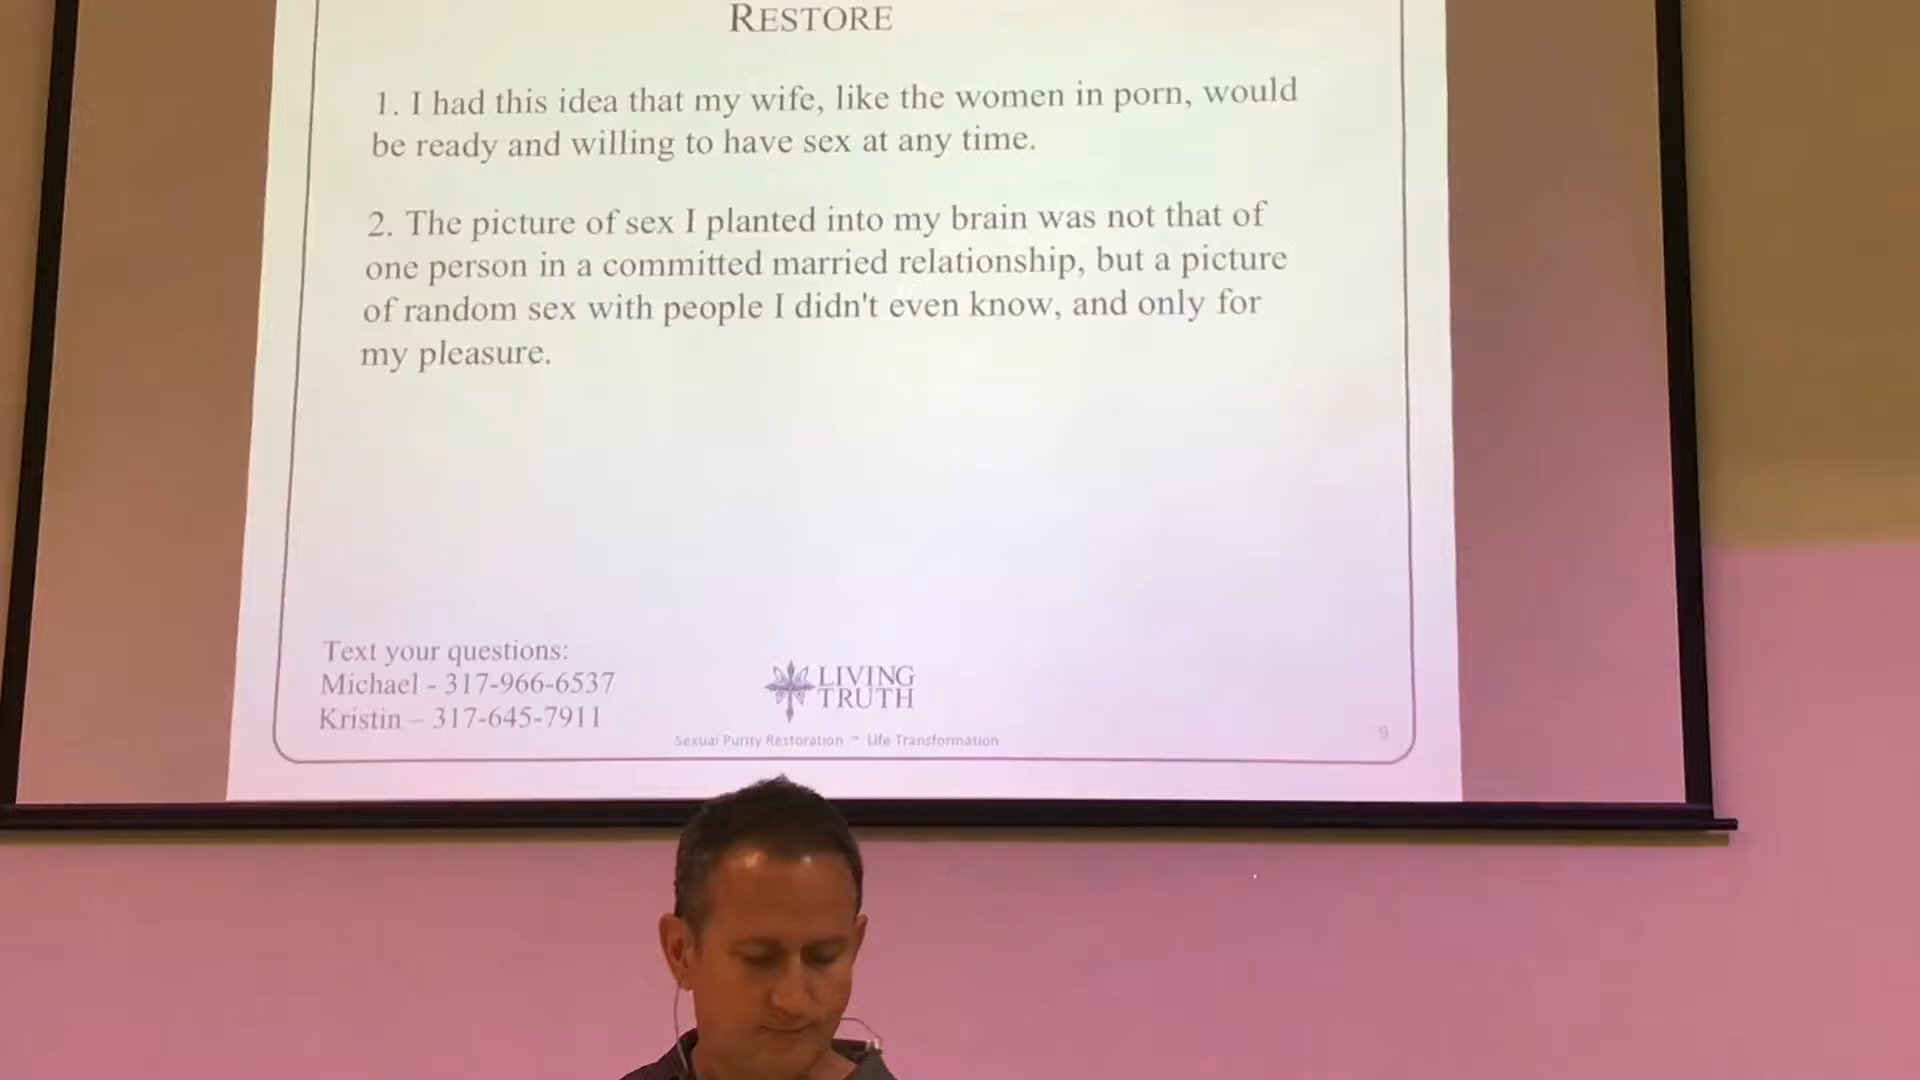 RESTORE
1. I had this idea that my wife, like the women in porn, would
be ready and willing to have sex at any time.
2. The picture of sex I planted into my brain was not that of
one person in a committed married relationship, but a picture
of random sex with people I didn't even know, and only for
my pleasure.
Text your questions:
Michael - 317-966-6537
Kristin – 317-645-7911
LIVING
TRUTH
Sexual Purity Restoration ~ Life Transformation
9